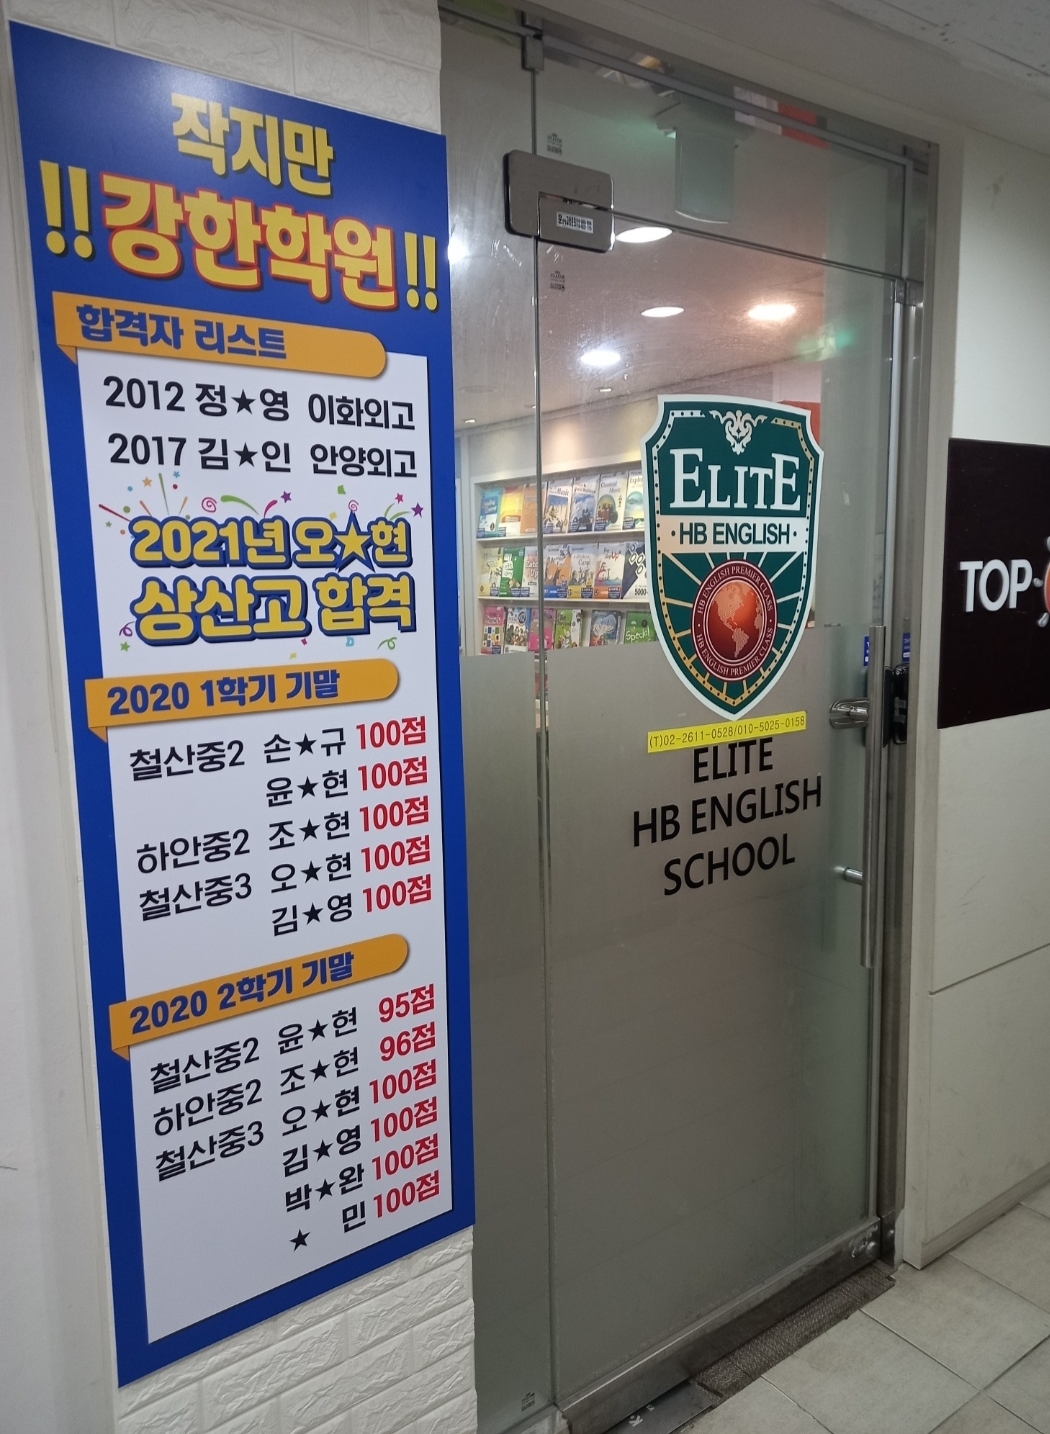 작지만
!!강한학원!!
합격자 리스트
2012 정★영 이화외고
2017 김★인 안양외고
2021년 오★현
상산고 합격
2020 1학기 기말
철산중2 손★규 100점
윤★현 100점
하안중2 조★현 100점
철산중3 오★현 100점
김★영 100점
2020 2학기 기말
철산중2 윤★현 95점
하안중2 조★현 96점
철산중3 오★현 100점
김★영 100점
박★완 100점
★ 민 100점
ELITE
·HB ENGLISH·
HB ENGLISH PREMIER CLASS
HB ENGLISH PREMIER CLASS
(T)02-2611-0528/010-5025-0158
ELITE
HB ENGLISH
SCHOOL
TOP